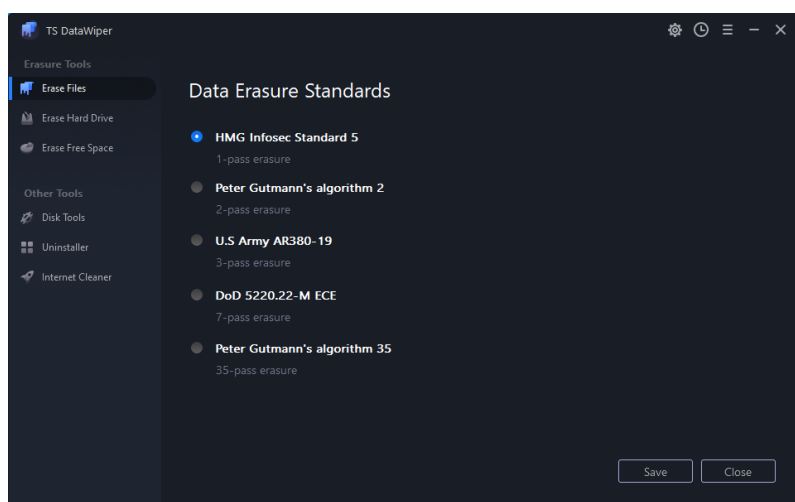 TS DataWiper
Erasure Tools
Erase Files
Erase Hard Drive
Erase Free Space
Other Tools
Disk Tools
Uninstaller
Internet Cleaner
Data Erasure Standards
HMG Infosec Standard 5
1-pass erasure
Peter Gutmann's algorithm 2
2-pass erasure
U.S Army AR380-19
3-pass erasure
DoD 5220.22-M ECE
7-pass erasure
Peter Gutmann's algorithm 35
35-pass erasure
Save
Close